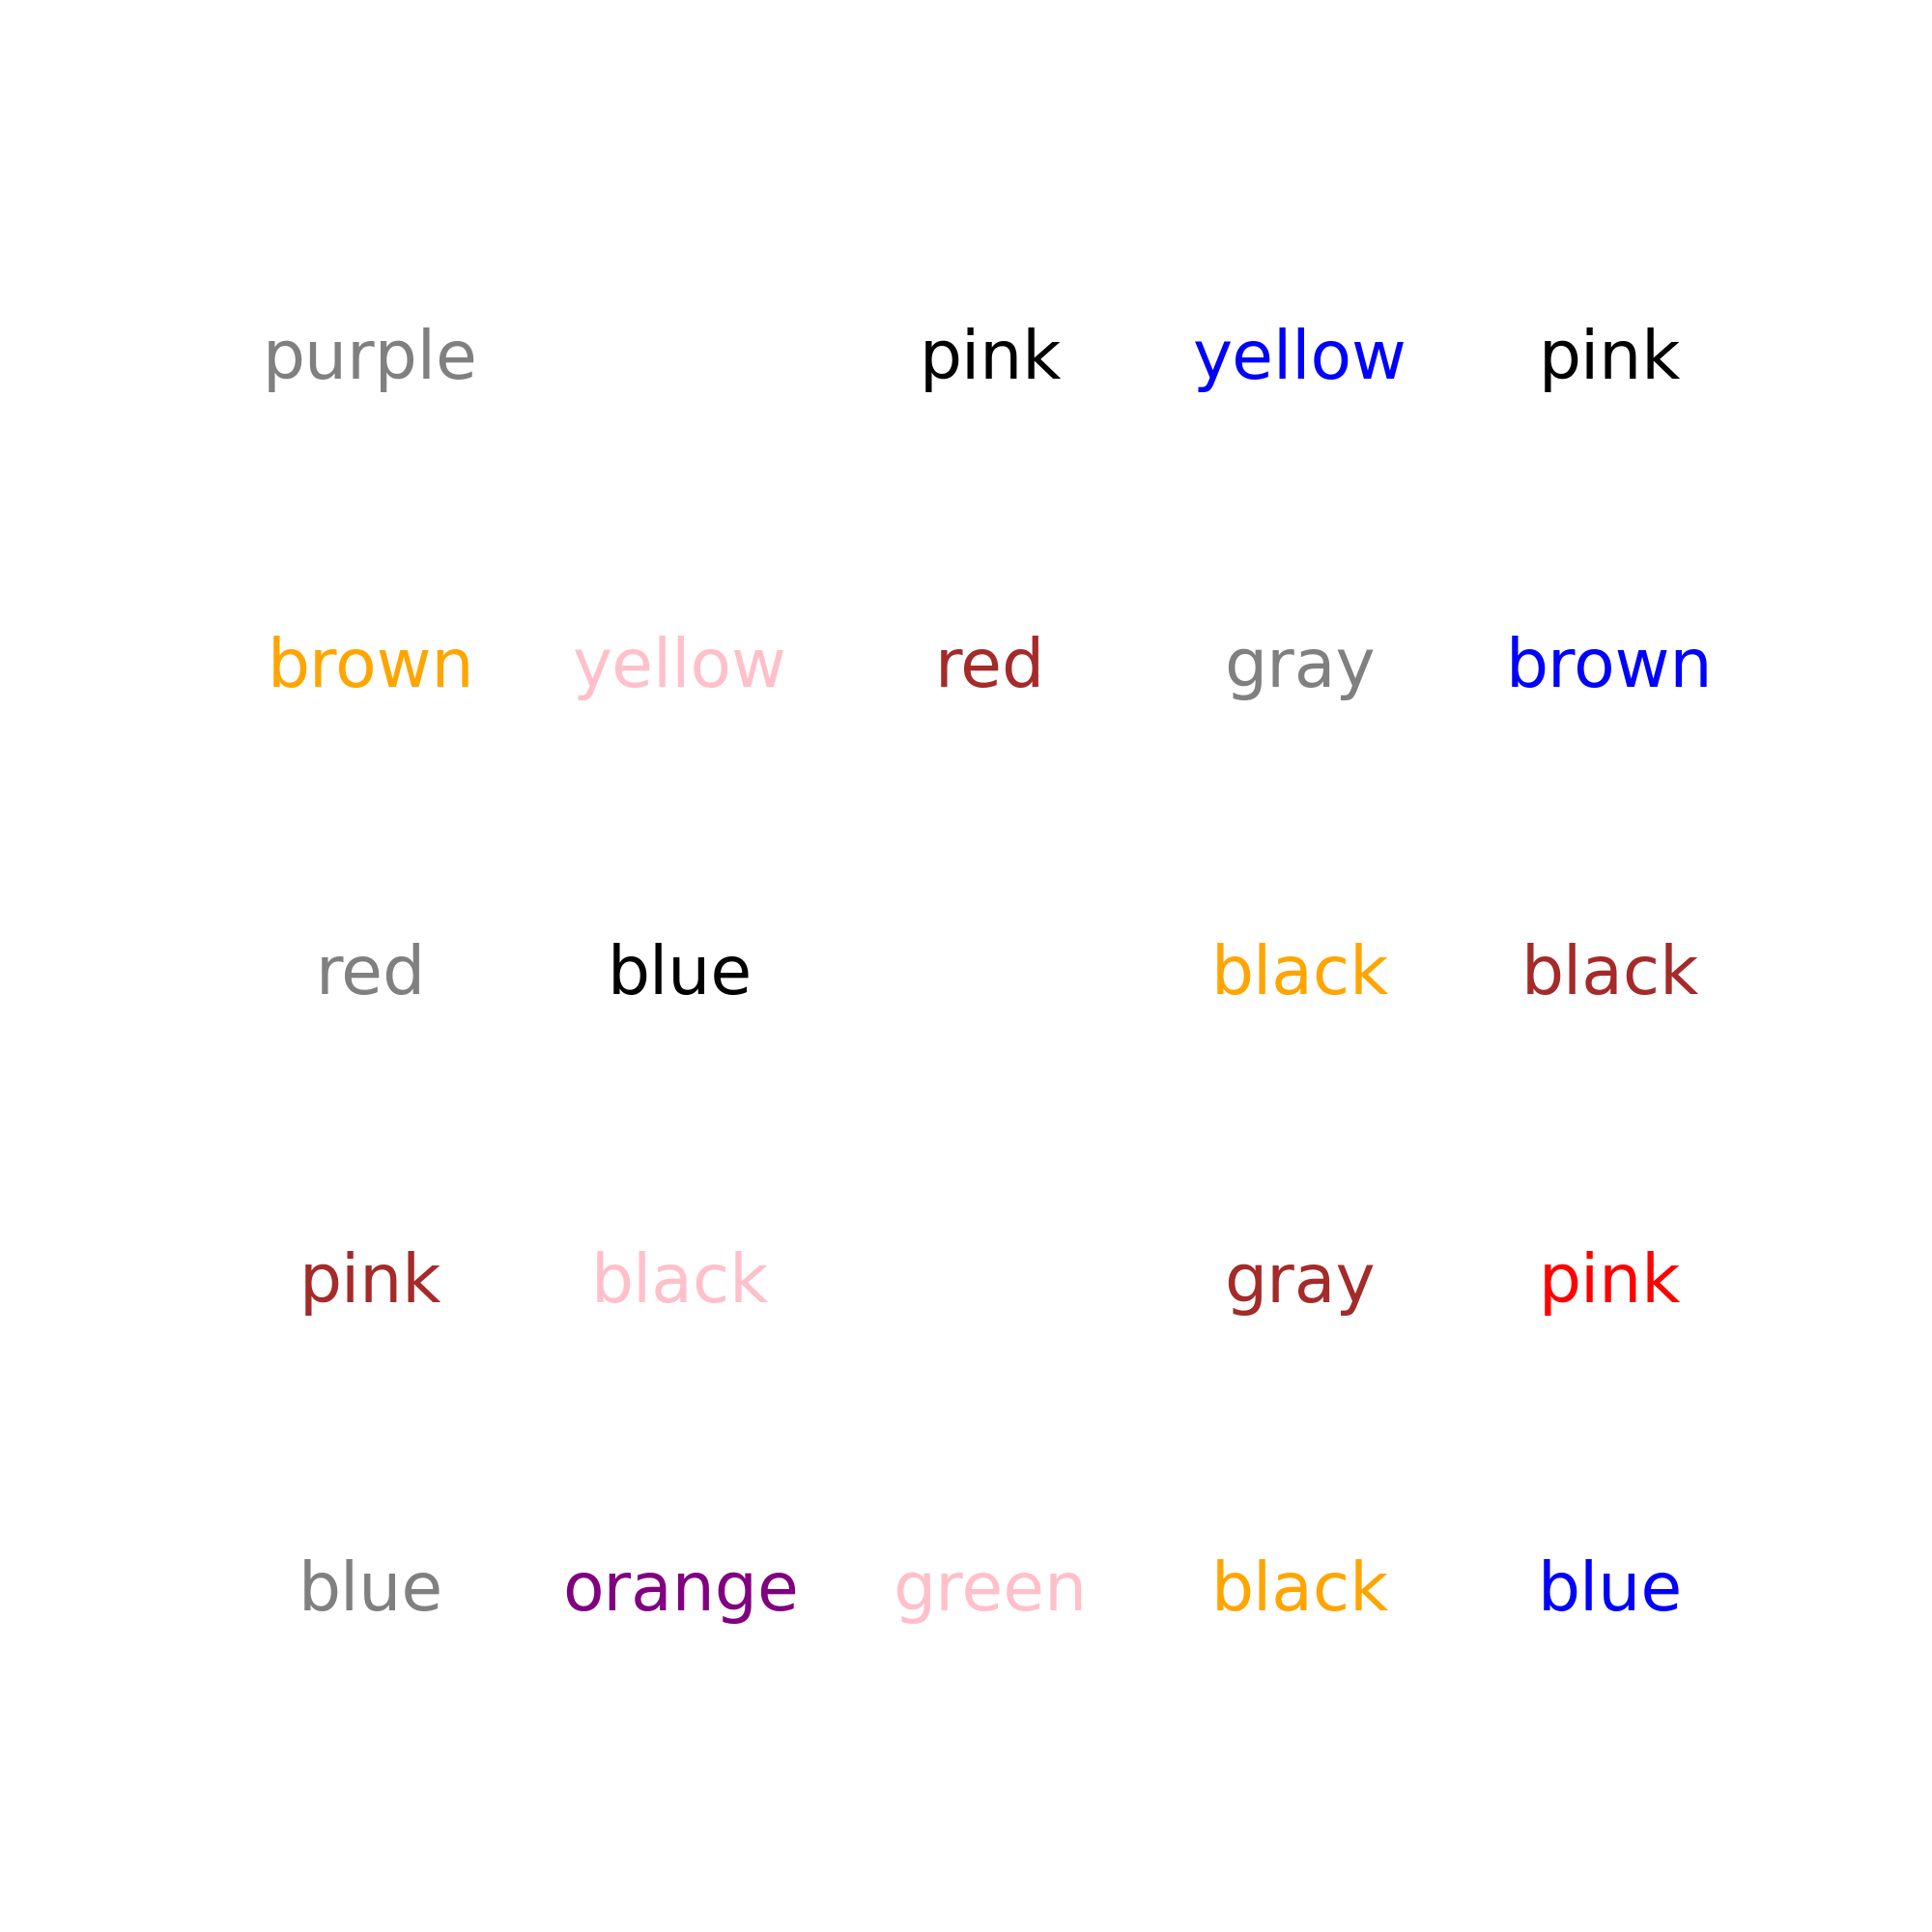 purple pink yellow pink
brown yellow red gray brown
red blue black black
pink black gray pink
blue orange green black blue